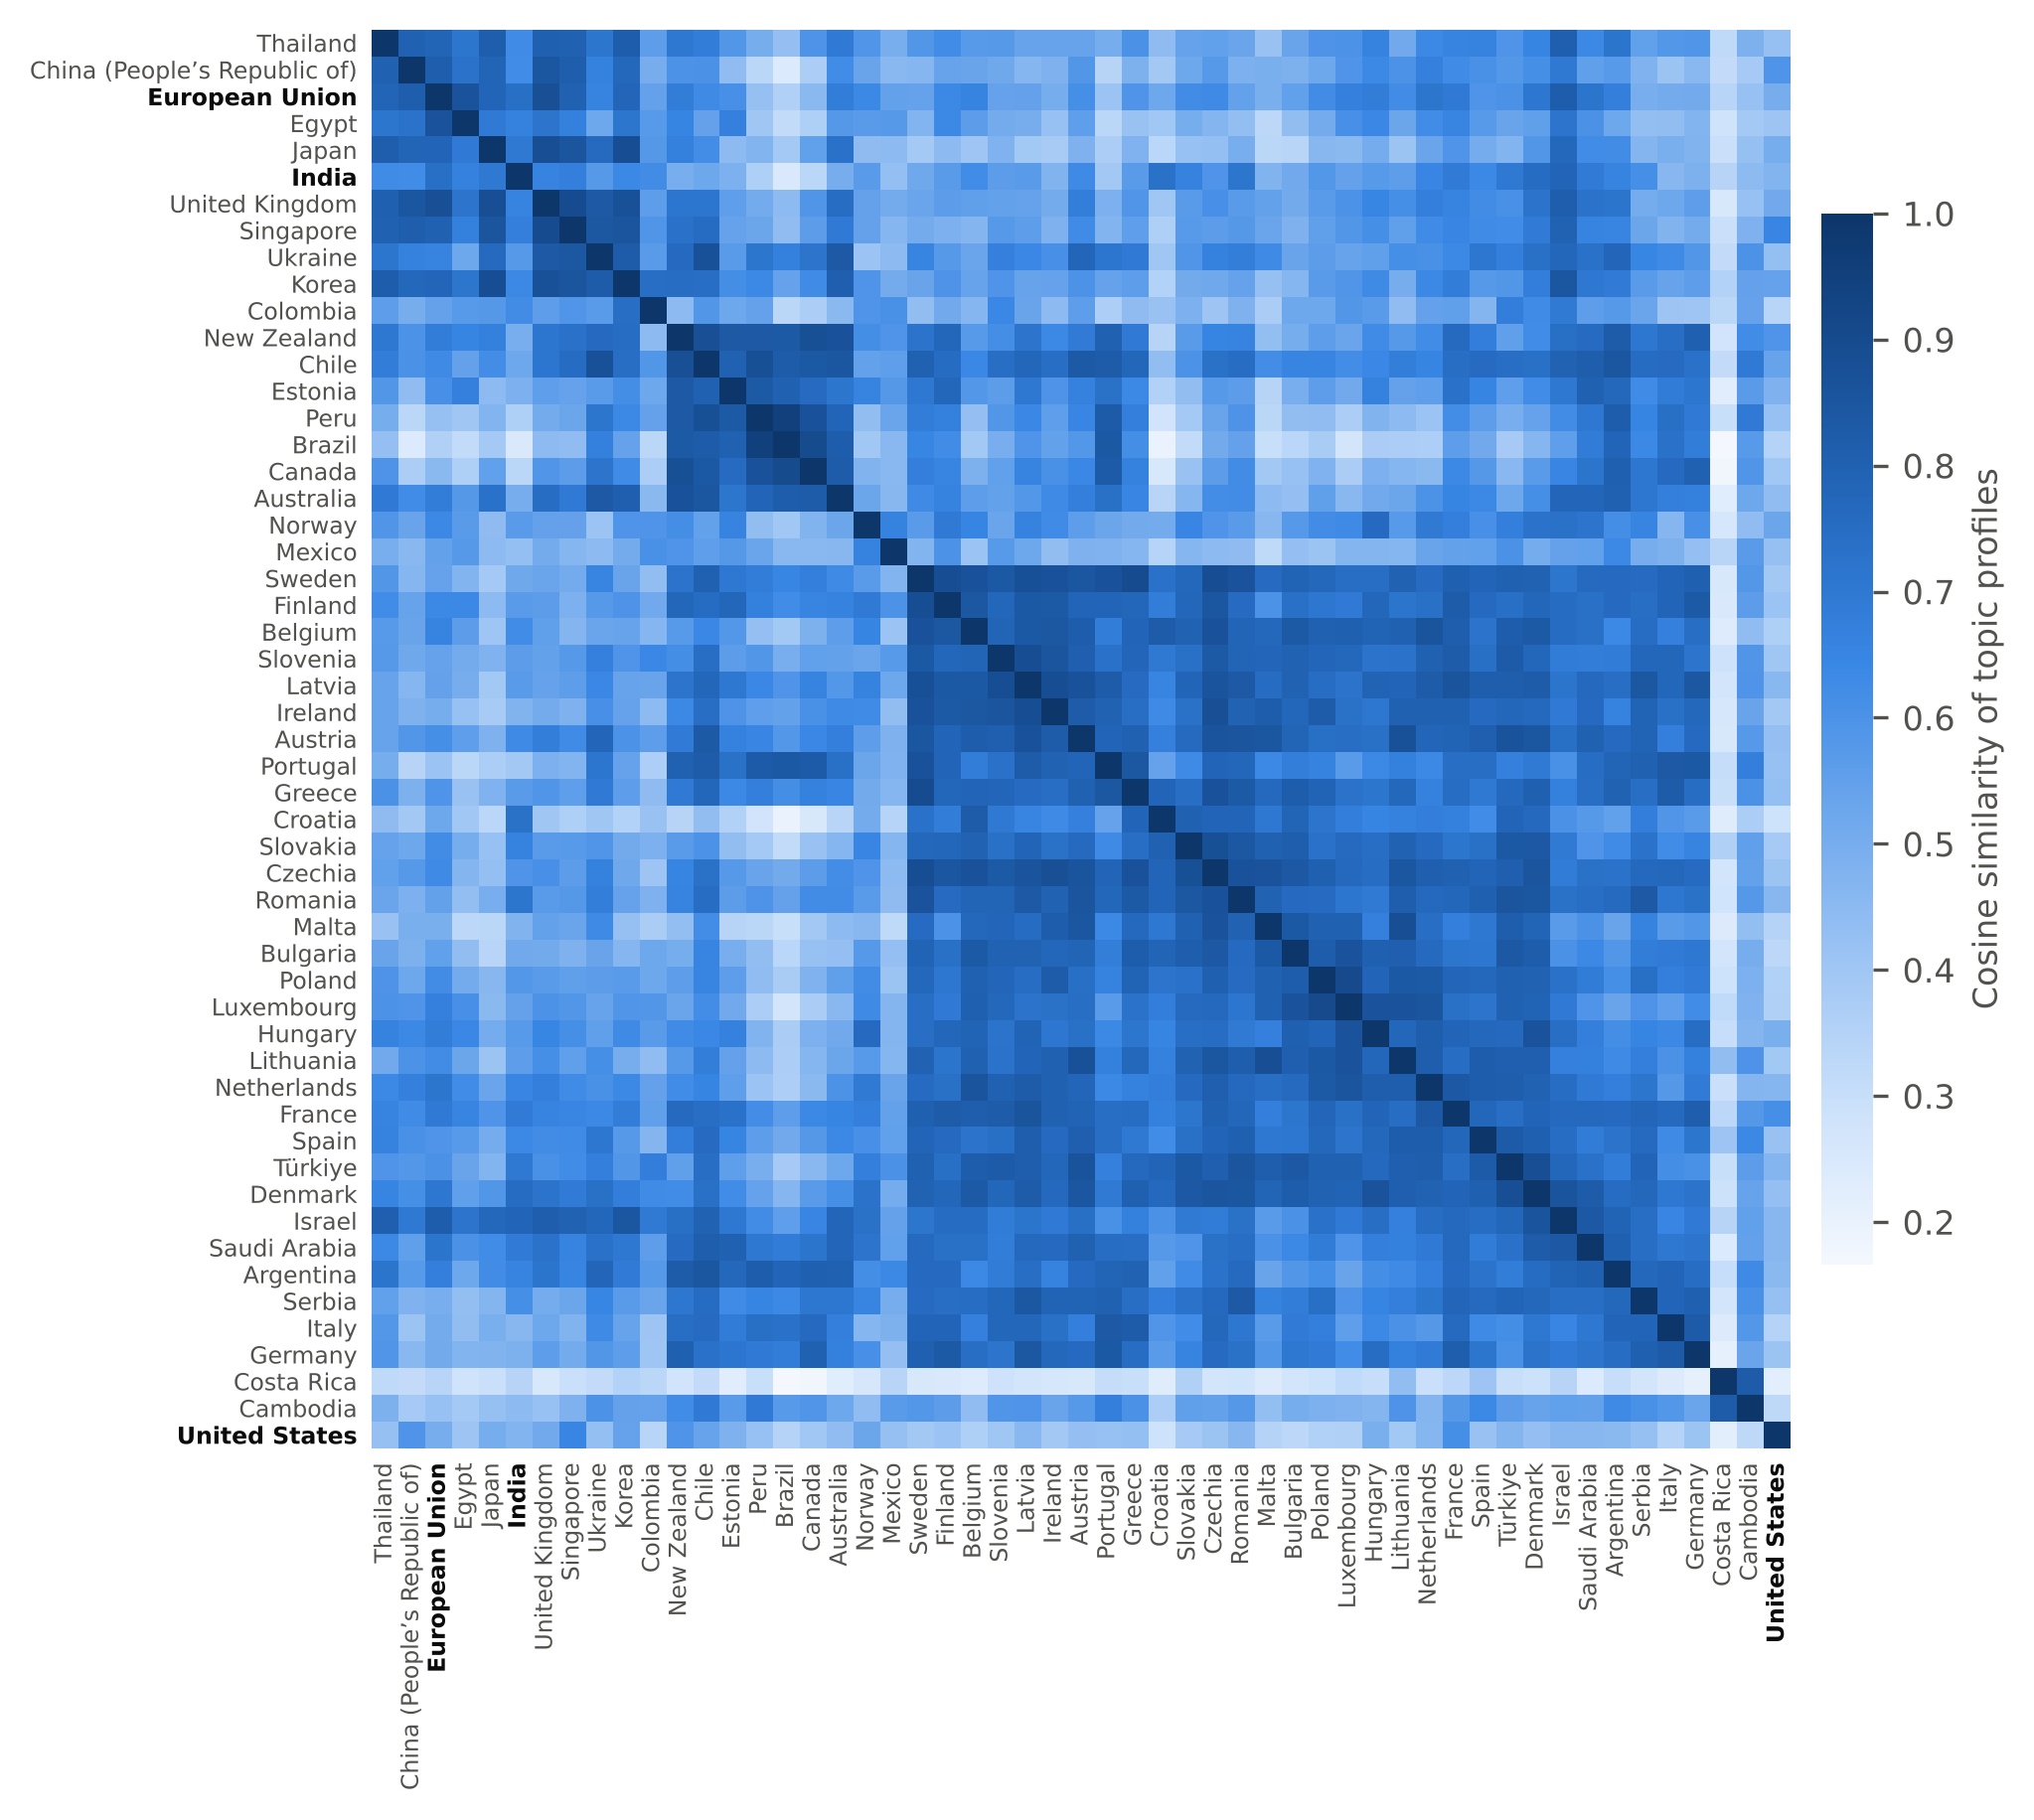 Thailand
China (People’s Republic of)
European Union
Egypt
Japan
India
United Kingdom
Singapore
Ukraine
Korea
Colombia
New Zealand
Chile
Estonia
Peru
Brazil
Canada
Australia
Norway
Mexico
Sweden
Finland
Belgium
Slovenia
Latvia
Ireland
Austria
Portugal
Greece
Croatia
Slovakia
Czechia
Romania
Malta
Bulgaria
Poland
Luxembourg
Hungary
Lithuania
Netherlands
France
Spain
Türkiye
Denmark
Israel
Saudi Arabia
Argentina
Serbia
Italy
Germany
Costa Rica
Cambodia
United States
Thailand
China (People’s Republic of)
European Union
Egypt
Japan
India
United Kingdom
Singapore
Ukraine
Korea
Colombia
New Zealand
Chile
Estonia
Peru
Brazil
Canada
Australia
Norway
Mexico
Sweden
Finland
Belgium
Slovenia
Latvia
Ireland
Austria
Portugal
Greece
Croatia
Slovakia
Czechia
Romania
Malta
Bulgaria
Poland
Luxembourg
Hungary
Lithuania
Netherlands
France
Spain
Türkiye
Denmark
Israel
Saudi Arabia
Argentina
Serbia
Italy
Germany
Costa Rica
Cambodia
United States
1.0
0.9
0.8
0.7
0.6
0.5
0.4
0.3
0.2
Cosine similarity of topic profiles